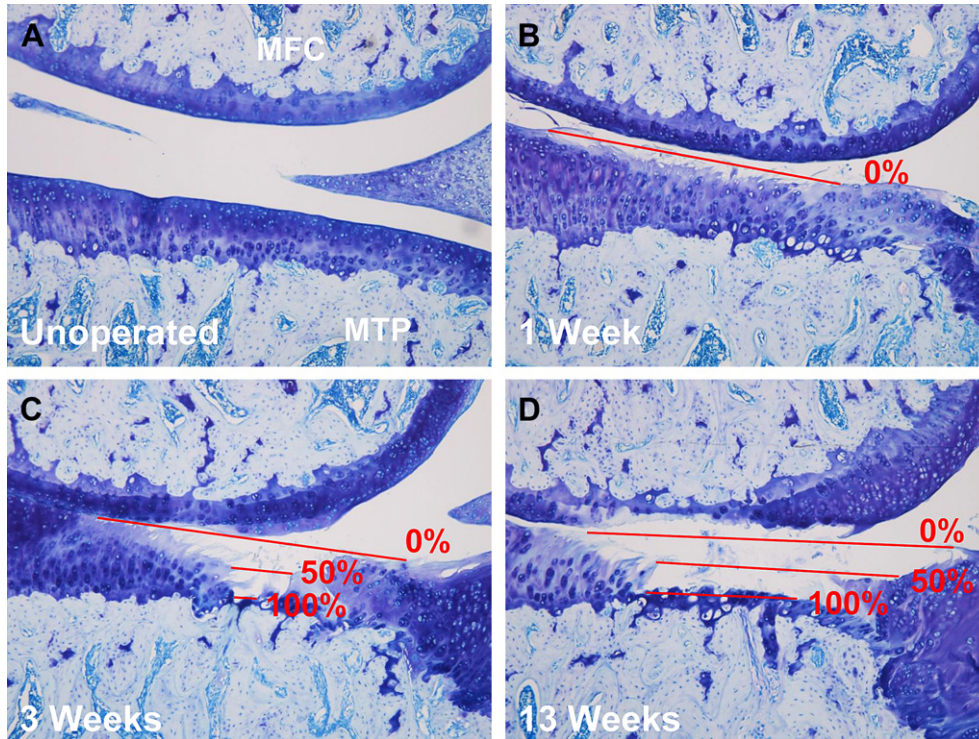 A
MFC
Unoperated
MTP
B
0%
1 Week
C
0%
50%
100%
3 Weeks
D
0%
50%
100%
13 Weeks